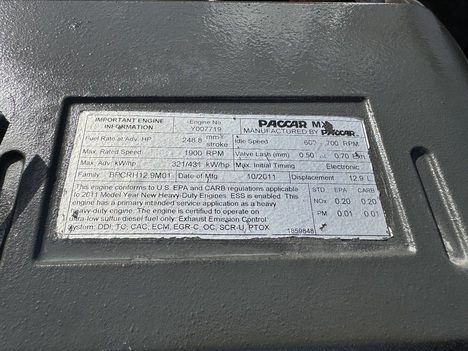 IMPORTANT ENGINE INFORMATION
Engine No. Y007719
PACCAR MX
MANUFACTURED BY PACCAR
Fuel Rate at Adv. HP 248.8 mm³ stroke
Idle Speed 600 700 RPM
Max. Rated Speed 1900 RPM
Valve Lash (mm) 0.50 0.70
Max. Adv kW/hp 321/431 kW/hp
Max. Initial Timing Electronic
Family BPCRH12.9M01
Date of Mfg. 10/2011
Displacement 12.9 L
This engine conforms to U.S. EPA and CARB regulations applicable
to 2011 Model Year New Heavy Duty Engines. ESS is enabled. This
engine has a primary intended service application as a heavy
heavy-duty engine. The engine is certified to operate on
ultra low sulfur diesel fuel only. Exhaust Emission Control
System: DDI, TC, CAC, ECM, EGR-C, OC, SCR-U, PTOX
STD EPA CARB
NOx 0.20 0.20
PM 0.01 0.01
1859848